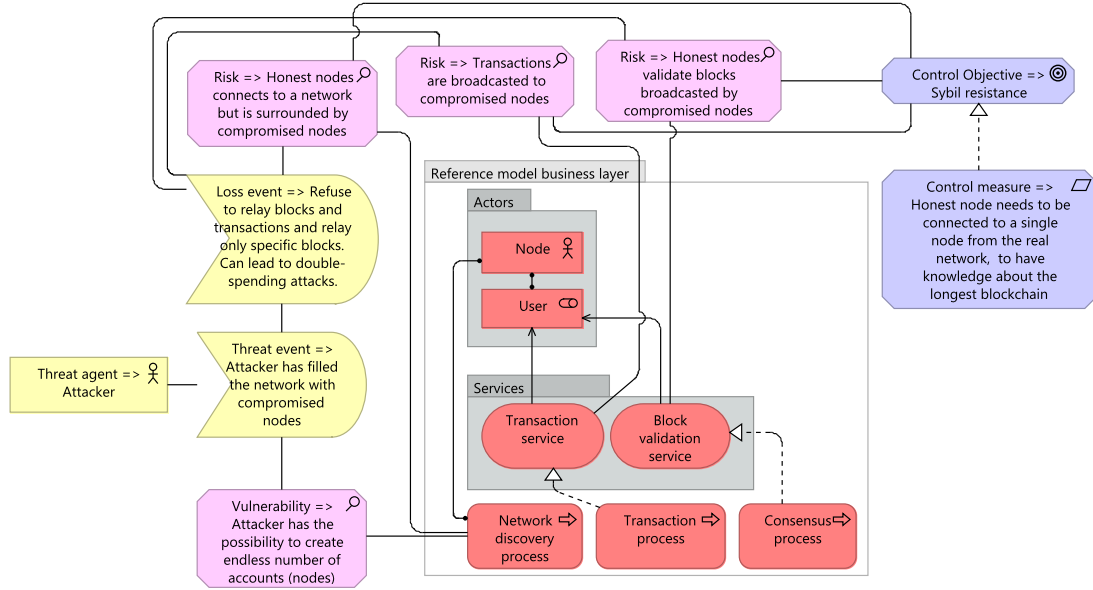 Risk => Honest nodes
connects to a network
but is surrounded by
compromised nodes
Risk => Transactions
are broadcasted to
compromised nodes
Risk => Honest nodes
validate blocks
broadcasted by
compromised nodes
Control Objective =>
Sybil resistance
Control measure =>
Honest node needs to be
connected to a single
node from the real
network, to have
knowledge about the
longest blockchain
Loss event => Refuse
to relay blocks and
transactions and relay
only specific blocks.
Can lead to double-
spending attacks.
Threat agent =>
Attacker
Threat event =>
Attacker has filled
the network with
compromised
nodes
Vulnerability =>
Attacker has the
possibility to create
endless number of
accounts (nodes)
Reference model business layer
Actors
Node
User
Services
Transaction
service
Block
validation
service
Network
discovery
process
Transaction
process
Consensus
process